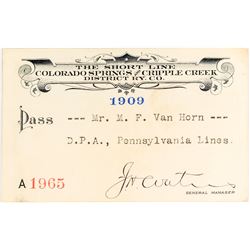 THE SHORT LINE
COLORADO SPRINGS AND CRIPPLE CREEK
DISTRICT RY. CO.
1909
Pass --- Mr. M. F. Van Horn ---
D.P.A., Pennsylvania Lines.
A 1965
GENERAL MANAGER